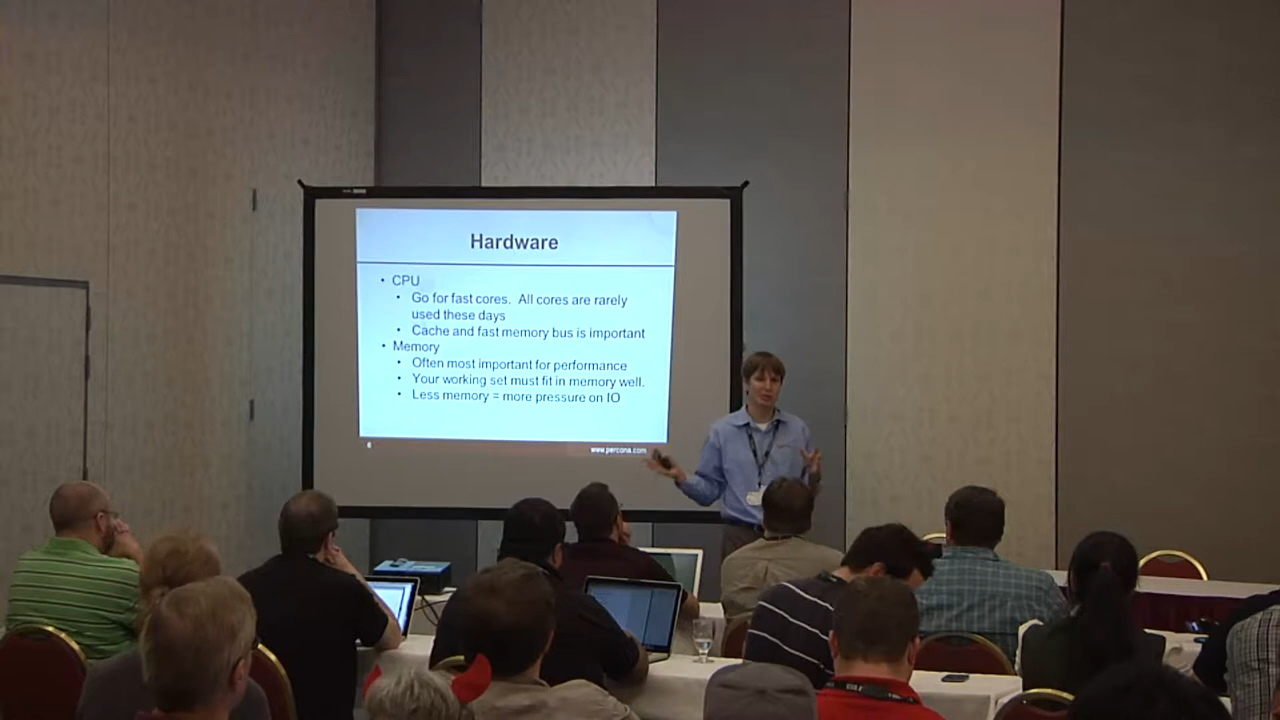 Hardware
• CPU
• Go for fast cores. All cores are rarely
used these days
• Cache and fast memory bus is important
• Memory
• Often most important for performance
• Your working set must fit in memory well.
• Less memory = more pressure on IO
www.percona.com